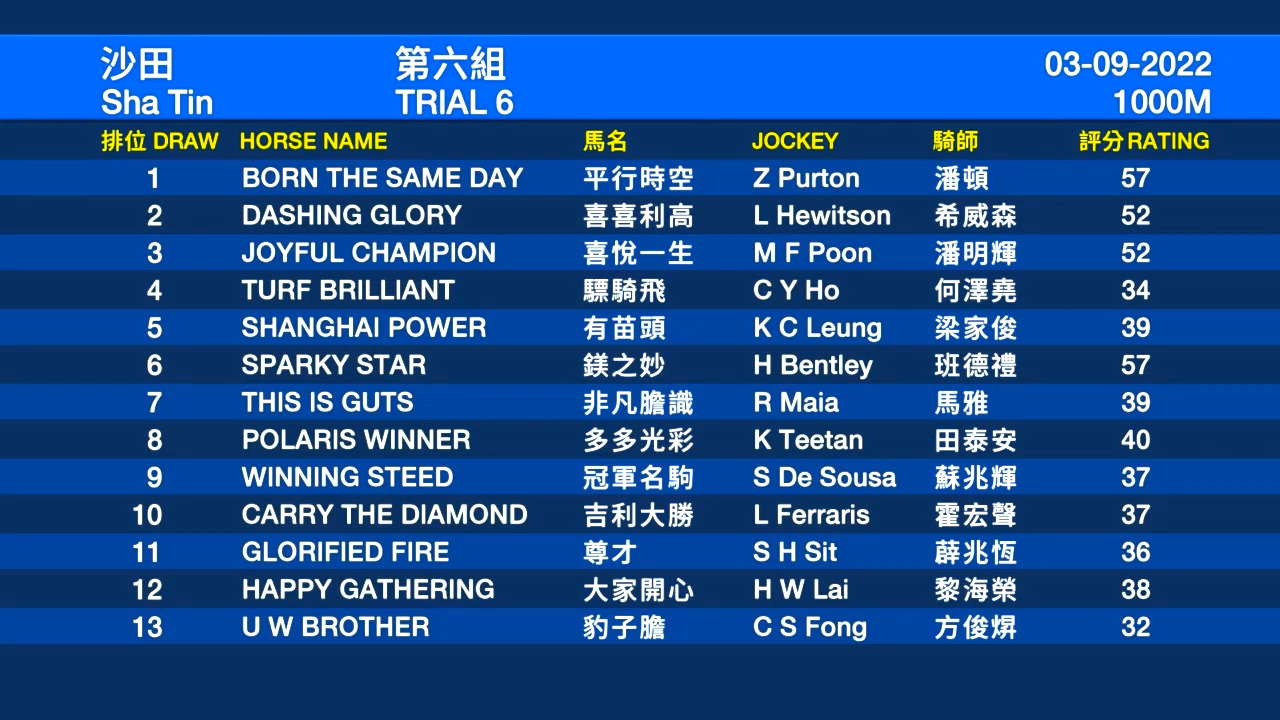 沙田 第六組 03-09-2022
Sha Tin TRIAL 6 1000M
排位 DRAW HORSE NAME 馬名 JOCKEY 騎師 評分 RATING
1 BORN THE SAME DAY 平行時空 Z Purton 潘頓 57
2 DASHING GLORY 喜喜利高 L Hewitson 希威森 52
3 JOYFUL CHAMPION 喜悅一生 M F Poon 潘明輝 52
4 TURF BRILLIANT 驃騎飛 C Y Ho 何澤堯 34
5 SHANGHAI POWER 有苗頭 K C Leung 梁家俊 39
6 SPARKY STAR 鎂之妙 H Bentley 班德禮 57
7 THIS IS GUTS 非凡膽識 R Maia 馬雅 39
8 POLARIS WINNER 多多光彩 K Teetan 田泰安 40
9 WINNING STEED 冠軍名駒 S De Sousa 蘇兆輝 37
10 CARRY THE DIAMOND 吉利大勝 L Ferraris 霍宏聲 37
11 GLORIFIED FIRE 尊才 S H Sit 薛兆恆 36
12 HAPPY GATHERING 大家開心 H W Lai 黎海榮 38
13 U W BROTHER 豹子膽 C S Fong 方俊焺 32